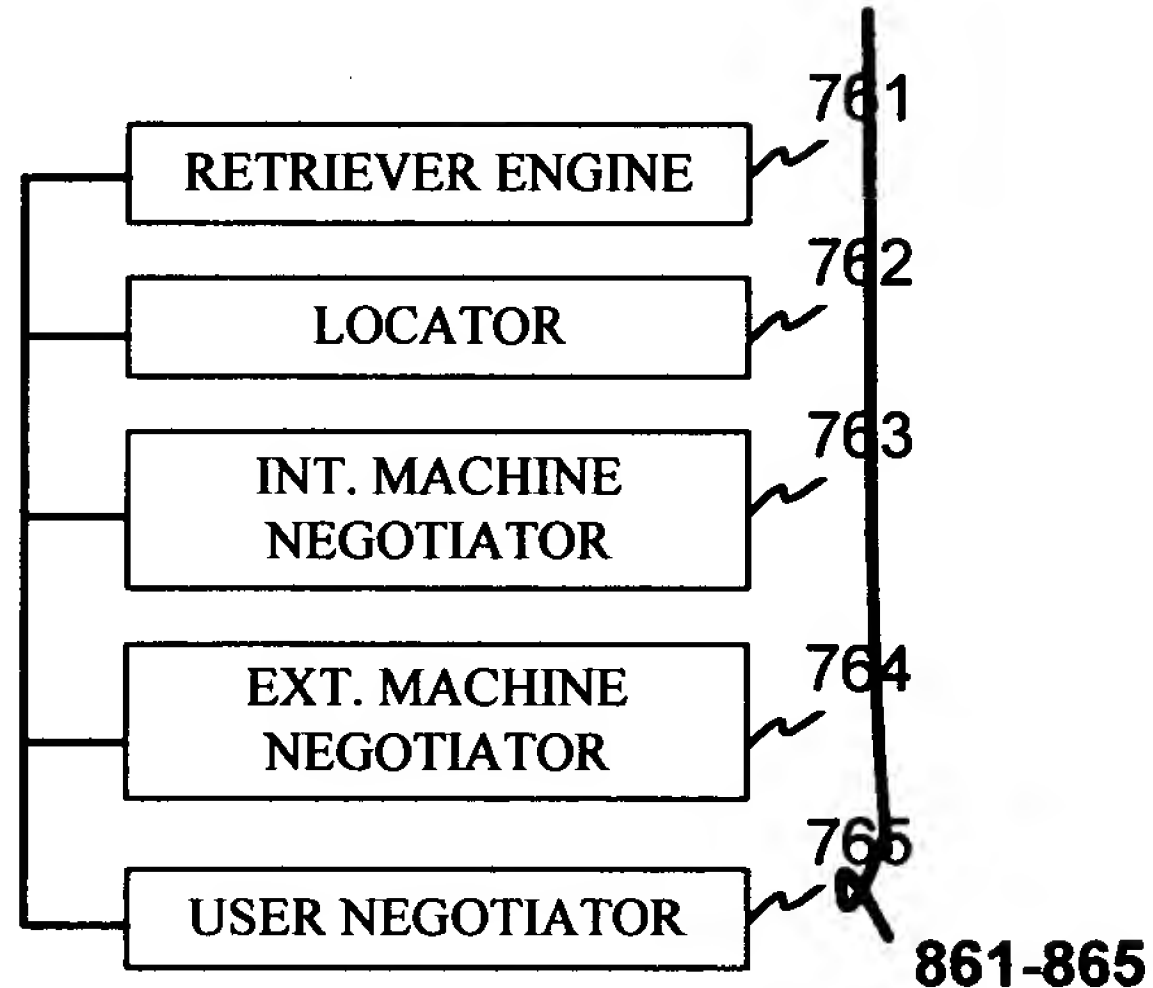 761
RETRIEVER ENGINE
762
LOCATOR
763
INT. MACHINE
NEGOTIATOR
764
EXT. MACHINE
NEGOTIATOR
765
USER NEGOTIATOR
861-865